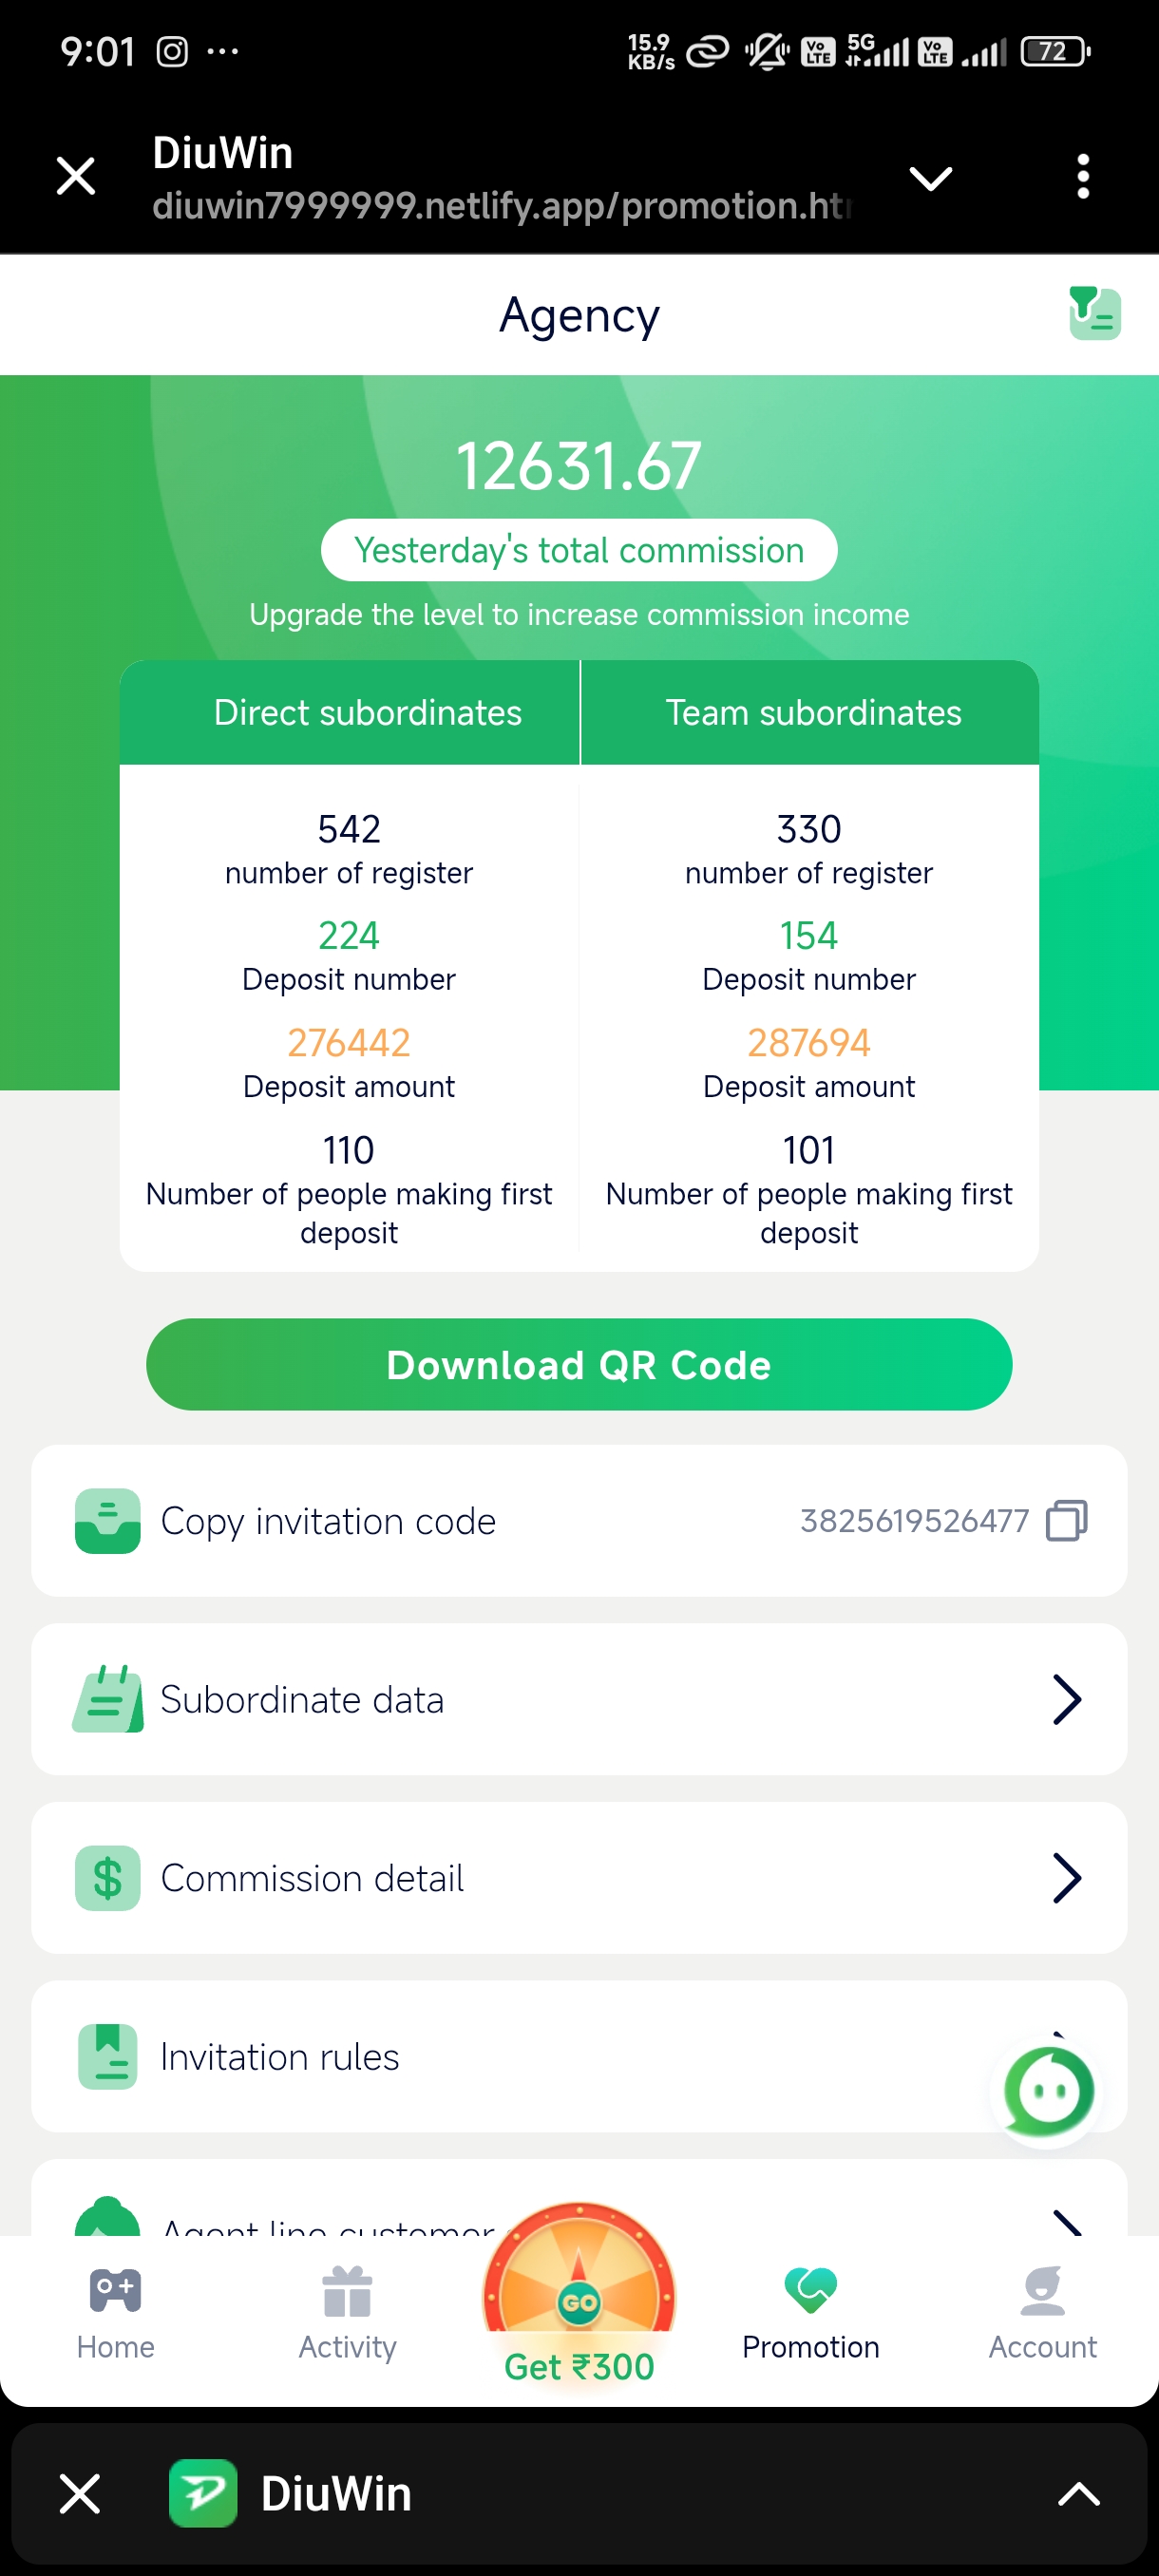 9:01
15.9 KB/s
Vo LTE
5G
Vo LTE
72
DiuWin
diuwin7999999.netlify.app/promotion.ht
Agency
12631.67
Yesterday's total commission
Upgrade the level to increase commission income
Direct subordinates
Team subordinates
542
number of register
224
Deposit number
276442
Deposit amount
110
Number of people making first
deposit
330
number of register
154
Deposit number
287694
Deposit amount
101
Number of people making first
deposit
Download QR Code
Copy invitation code
3825619526477
Subordinate data
$
Commission detail
Invitation rules
Agent line customer
GO
Home
Activity
Get ₹300
Promotion
Account
DiuWin